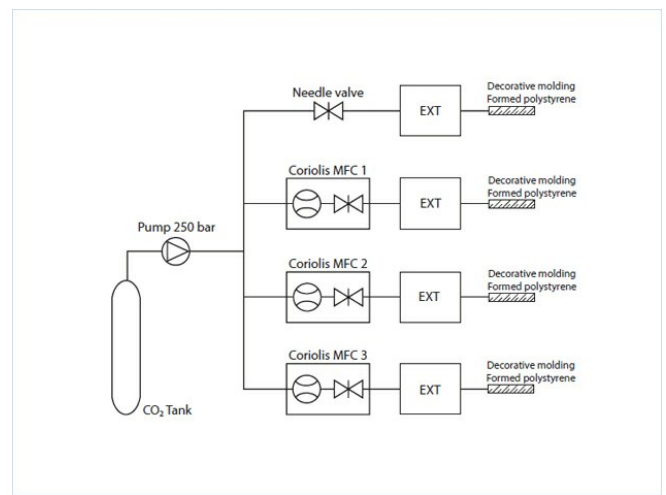 Needle valve
EXT
Decorative molding
Formed polystyrene
Coriolis MFC 1
EXT
Decorative molding
Formed polystyrene
Pump 250 bar
Coriolis MFC 2
EXT
Decorative molding
Formed polystyrene
Coriolis MFC 3
EXT
Decorative molding
Formed polystyrene
CO₂ Tank